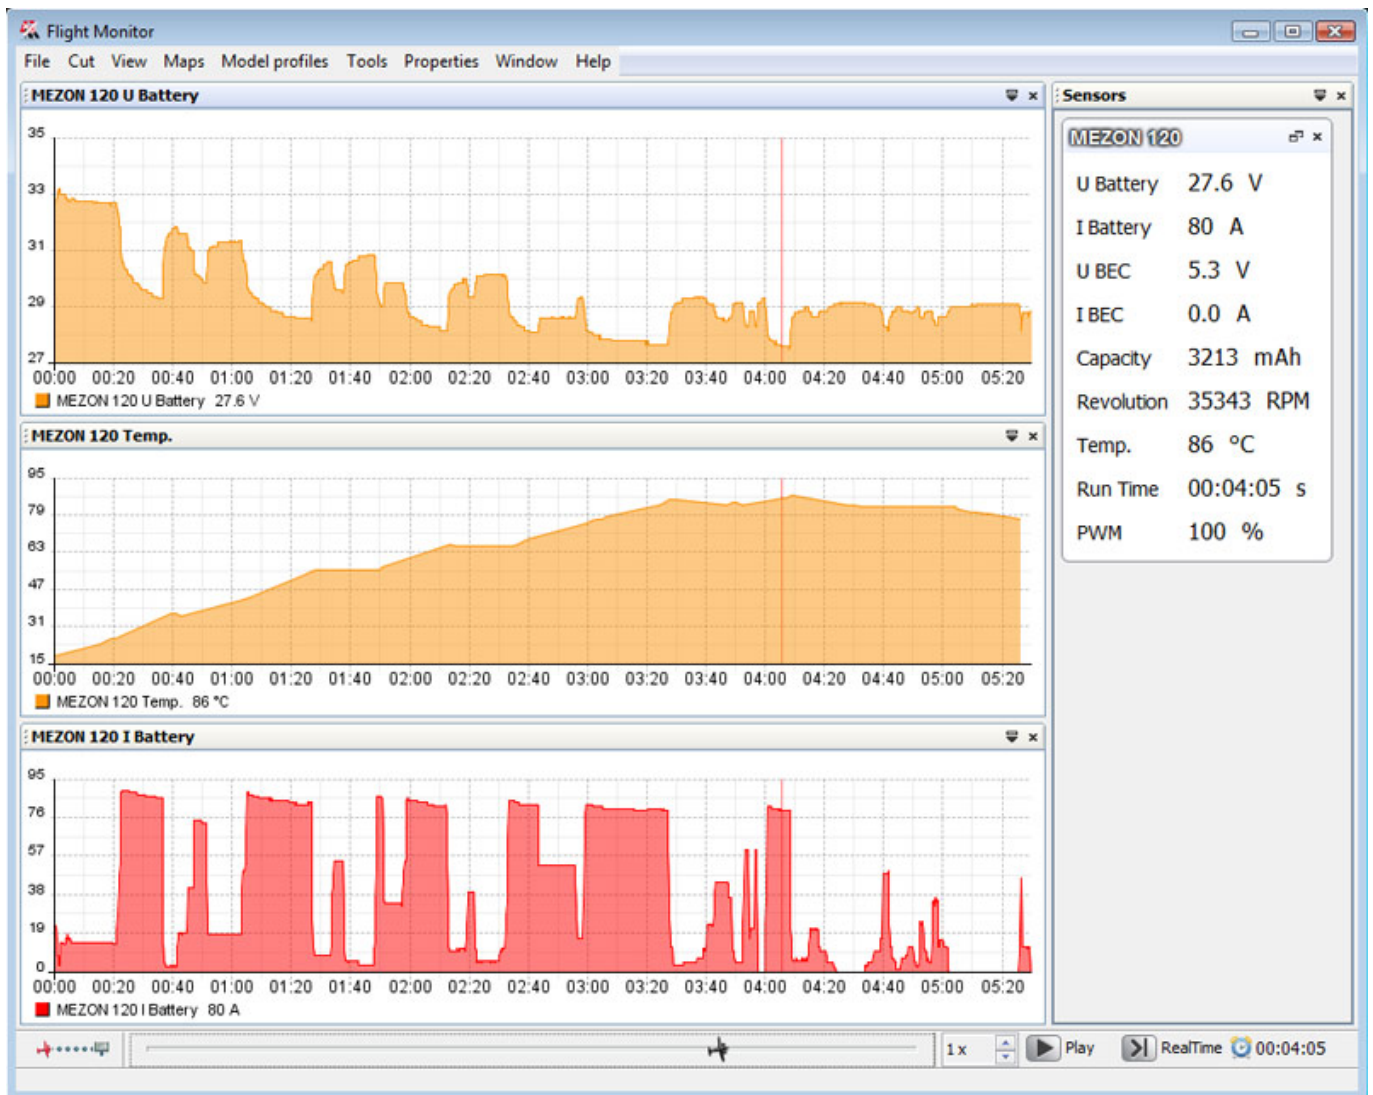 Flight Monitor
File Cut View Maps Model profiles Tools Properties Window Help
MEZON 120 U Battery
35
33
31
29
27
00:00 00:20 00:40 01:00 01:20 01:40 02:00 02:20 02:40 03:00 03:20 03:40 04:00 04:20 04:40 05:00 05:20
MEZON 120 U Battery 27.6 V
MEZON 120 Temp.
95
79
63
47
31
15
00:00 00:20 00:40 01:00 01:20 01:40 02:00 02:20 02:40 03:00 03:20 03:40 04:00 04:20 04:40 05:00 05:20
MEZON 120 Temp. 86 °C
MEZON 120 I Battery
95
76
57
38
19
0
00:00 00:20 00:40 01:00 01:20 01:40 02:00 02:20 02:40 03:00 03:20 03:40 04:00 04:20 04:40 05:00 05:20
MEZON 120 I Battery 80 A
Sensors
MEZON 120
U Battery 27.6 V
I Battery 80 A
U BEC 5.3 V
I BEC 0.0 A
Capacity 3213 mAh
Revolution 35343 RPM
Temp. 86 °C
Run Time 00:04:05 s
PWM 100 %
1 x Play RealTime 00:04:05